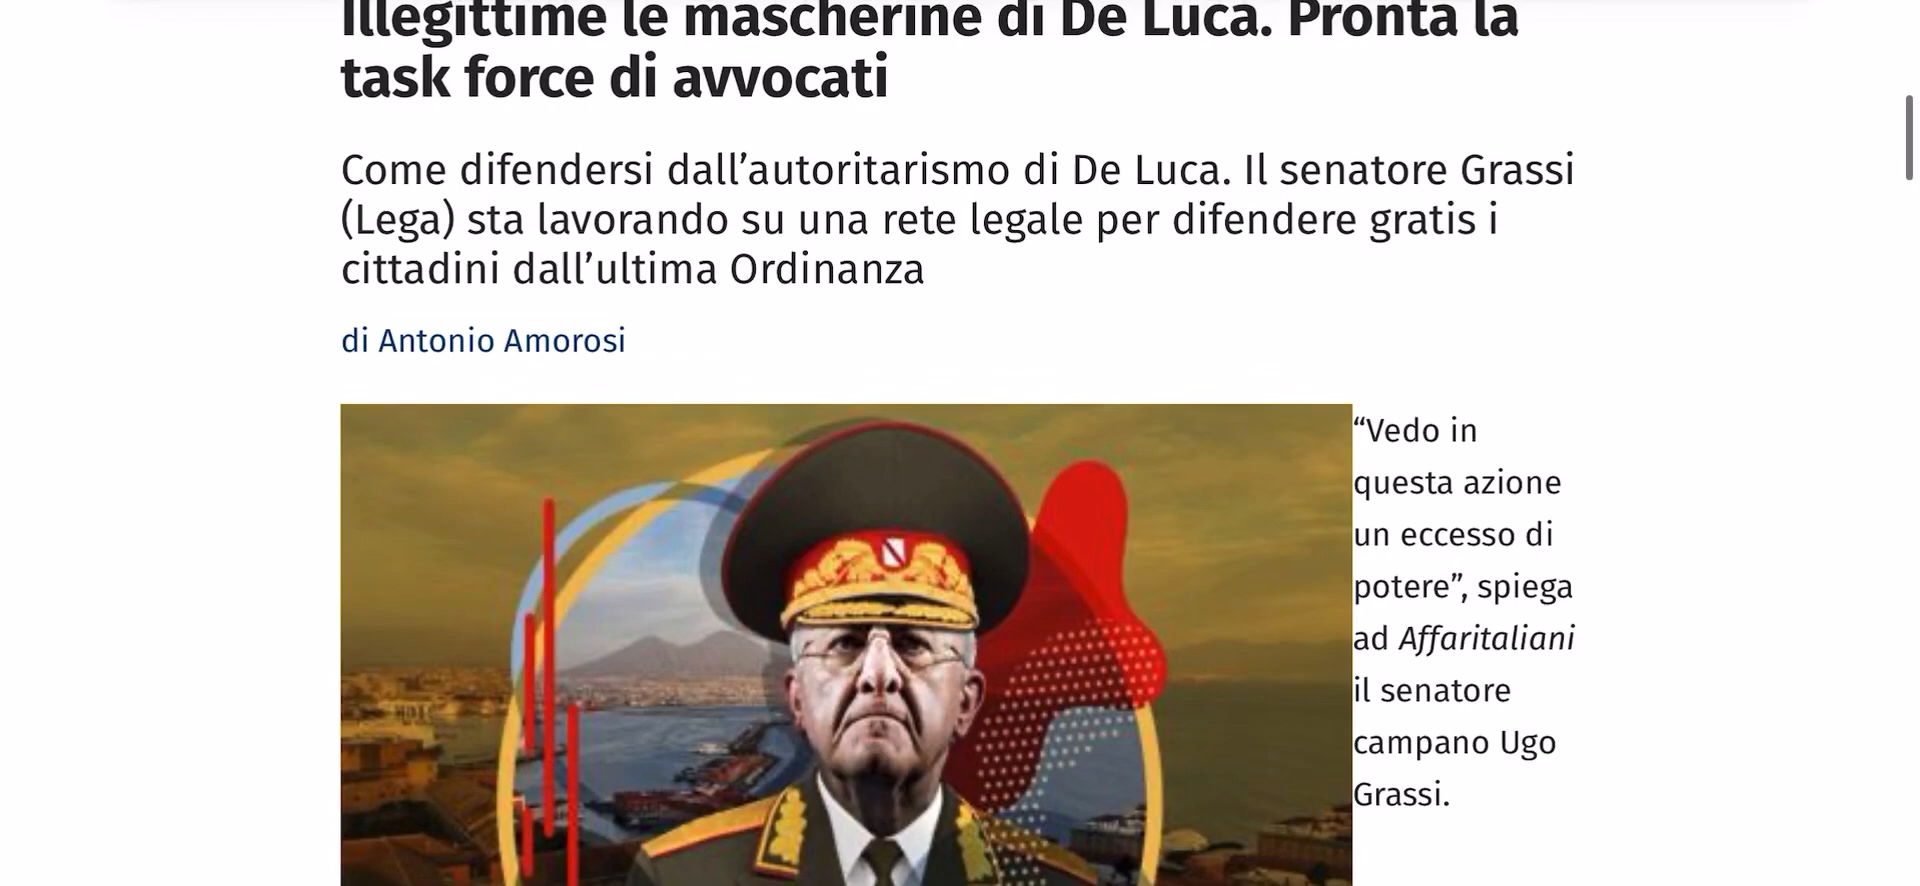 Illegittime le mascherine di De Luca. Pronta la
task force di avvocati
Come difendersi dall’autoritarismo di De Luca. Il senatore Grassi
(Lega) sta lavorando su una rete legale per difendere gratis i
cittadini dall’ultima Ordinanza
di Antonio Amorosi
“Vedo in
questa azione
un eccesso di
potere”, spiega
ad Affaritaliani
il senatore
campano Ugo
Grassi.